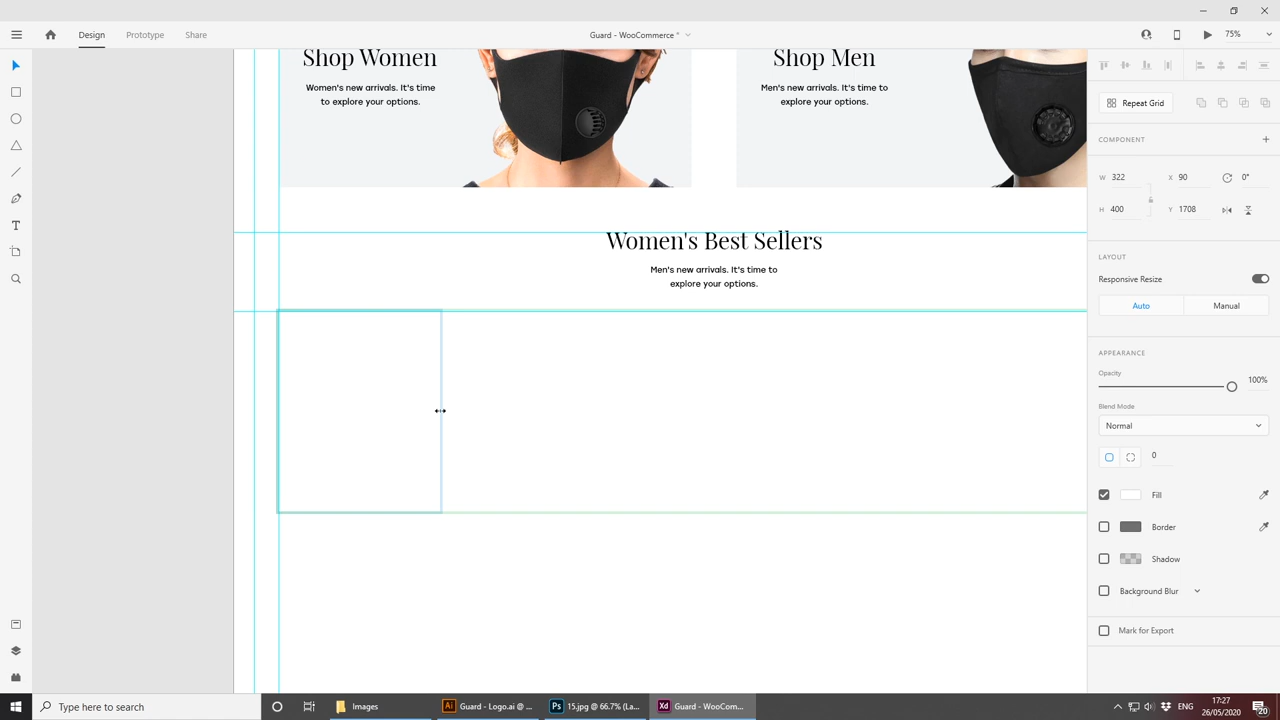 Design
Prototype
Share
Guard - WooCommerce *
75%
Shop Women
Women's new arrivals. It's time
to explore your options.
Shop Men
Men's new arrivals. It's time to
explore your options.
Women's Best Sellers
Men's new arrivals. It's time to
explore your options.
Repeat Grid
COMPONENT
W 322
X 90
0°
H 400
Y 1708
LAYOUT
Responsive Resize
Auto
Manual
APPEARANCE
Opacity
100%
Blend Mode
Normal
0
Fill
Border
Shadow
Background Blur
Mark for Export
Type here to search
Images
Ai
Guard - Logo.ai @ ...
Ps
15.jpg @ 66.7% (La...
Xd
Guard - WooCom...
ENG
17:27
26/05/2020
20